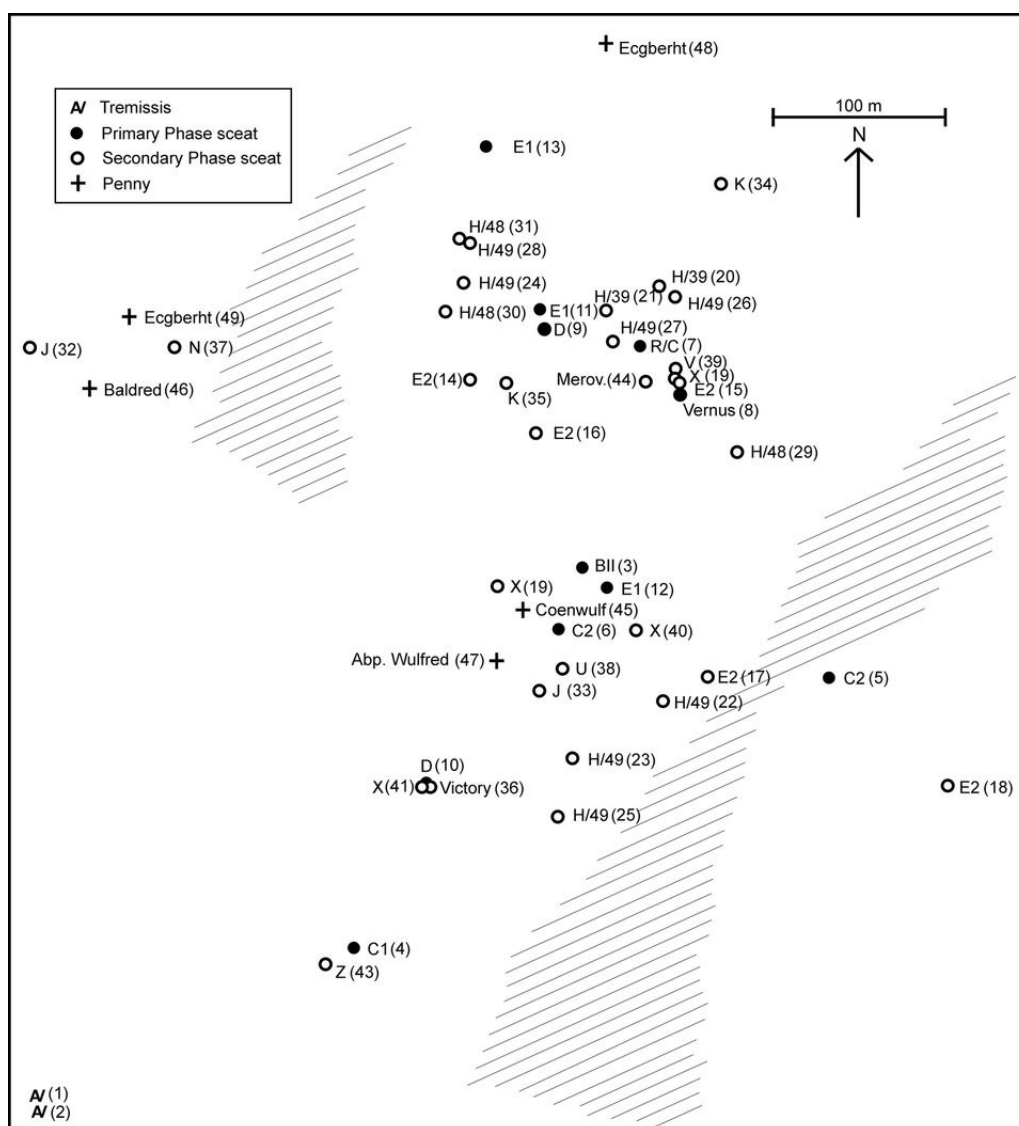 Ecgberht (48)
AV Tremissis
Primary Phase sceat
Secondary Phase sceat
Penny
100 m
N
E1 (13)
K (34)
H/48 (31)
H/49 (28)
H/49 (24)
H/39 (20)
H/49 (26)
H/39 (21)
H/48 (30)
E1 (11)
D (9)
Ecgberht (49)
H/49 (27)
R/C (7)
J (32)
N (37)
V (39)
X (19)
E2 (14)
Merov. (44)
E2 (15)
Baldred (46)
K (35)
Vernus (8)
E2 (16)
H/48 (29)
BII (3)
X (19)
E1 (12)
Coenwulf (45)
C2 (6)
X (40)
Abp. Wulfred (47)
U (38)
E2 (17)
C2 (5)
J (33)
H/49 (22)
H/49 (23)
D (10)
X (41)
Victory (36)
E2 (18)
H/49 (25)
C1 (4)
Z (43)
AV (1)
AV (2)